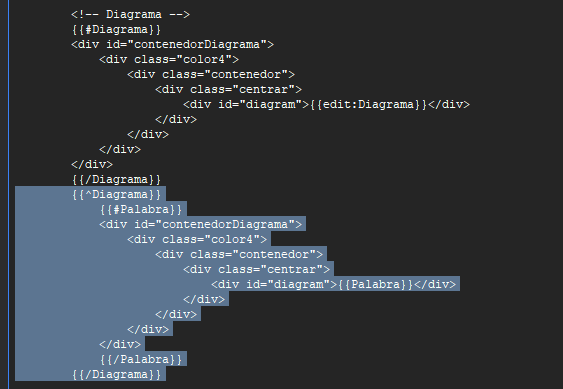 <!-- Diagrama -->
{{#Diagrama}}
<div id="contenedorDiagrama">
<div class="color4">
<div class="contenedor">
<div class="centrar">
<div id="diagram">{{edit:Diagrama}}</div>
</div>
</div>
</div>
</div>
{{/Diagrama}}
{{^Diagrama}}
{{#Palabra}}
<div id="contenedorDiagrama">
<div class="color4">
<div class="contenedor">
<div class="centrar">
<div id="diagram">{{Palabra}}</div>
</div>
</div>
</div>
</div>
{{/Palabra}}
{{/Diagrama}}